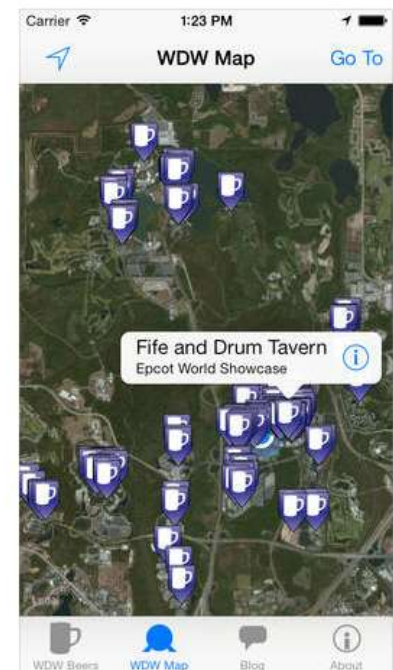 Carrier 1:23 PM
WDW Map Go To
Fife and Drum Tavern
Epcot World Showcase
WDW Beers WDW Map Blog About